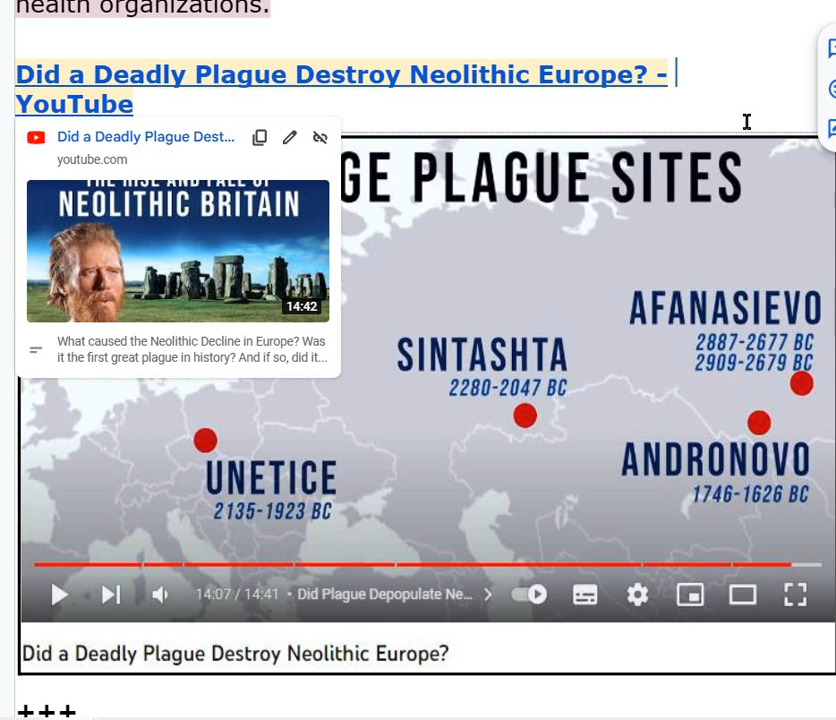 health organizations.
Did a Deadly Plague Destroy Neolithic Europe? -
YouTube
Did a Deadly Plague Dest...
youtube.com
THE RISE AND FALL OF
NEOLITHIC BRITAIN
14:42
What caused the Neolithic Decline in Europe? Was
it the first great plague in history? And if so, did it...
GE PLAGUE SITES
AFANASIEVO
2887-2677 BC
2909-2679 BC
SINTASHTA
2280-2047 BC
UNETICE
2135-1923 BC
ANDRONOVO
1746-1626 BC
14:07 / 14:41 • Did Plague Depopulate Ne...
Did a Deadly Plague Destroy Neolithic Europe?
+++